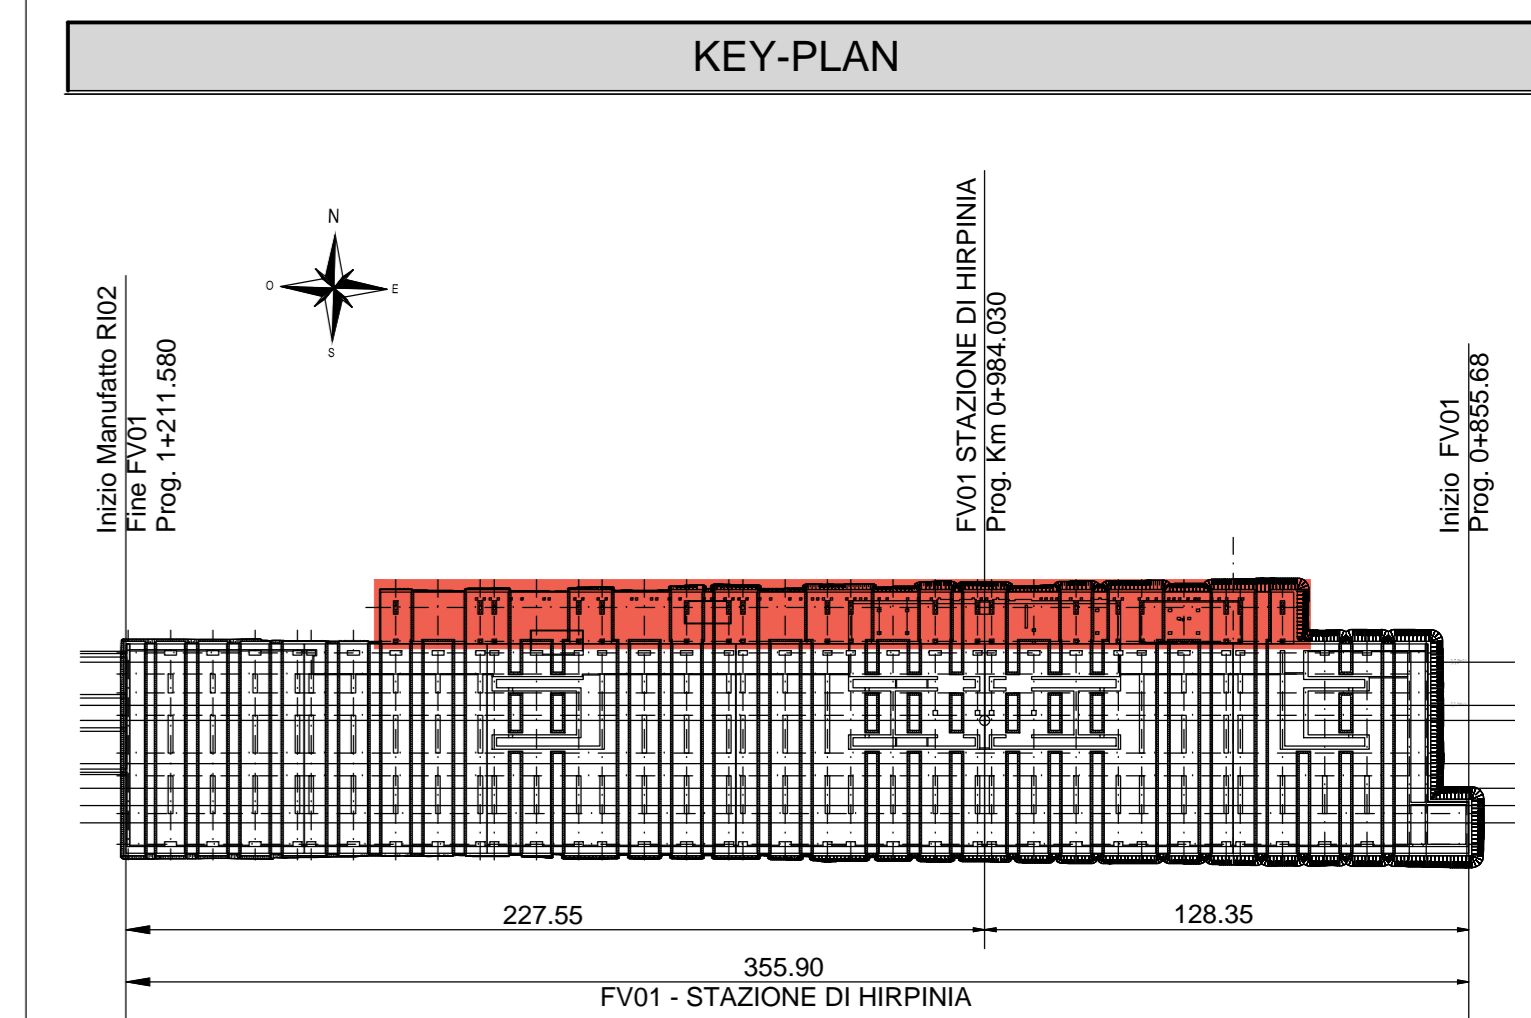 KEY-PLAN
N
O
E
S
Inizio Manufatto RI02
Fine FV01
Prog. 1+211.580
FV01 STAZIONE DI HIRPINIA
Prog. Km 0+984.030
Inizio FV01
Prog. 0+855.68
227.55
128.35
355.90
FV01 - STAZIONE DI HIRPINIA